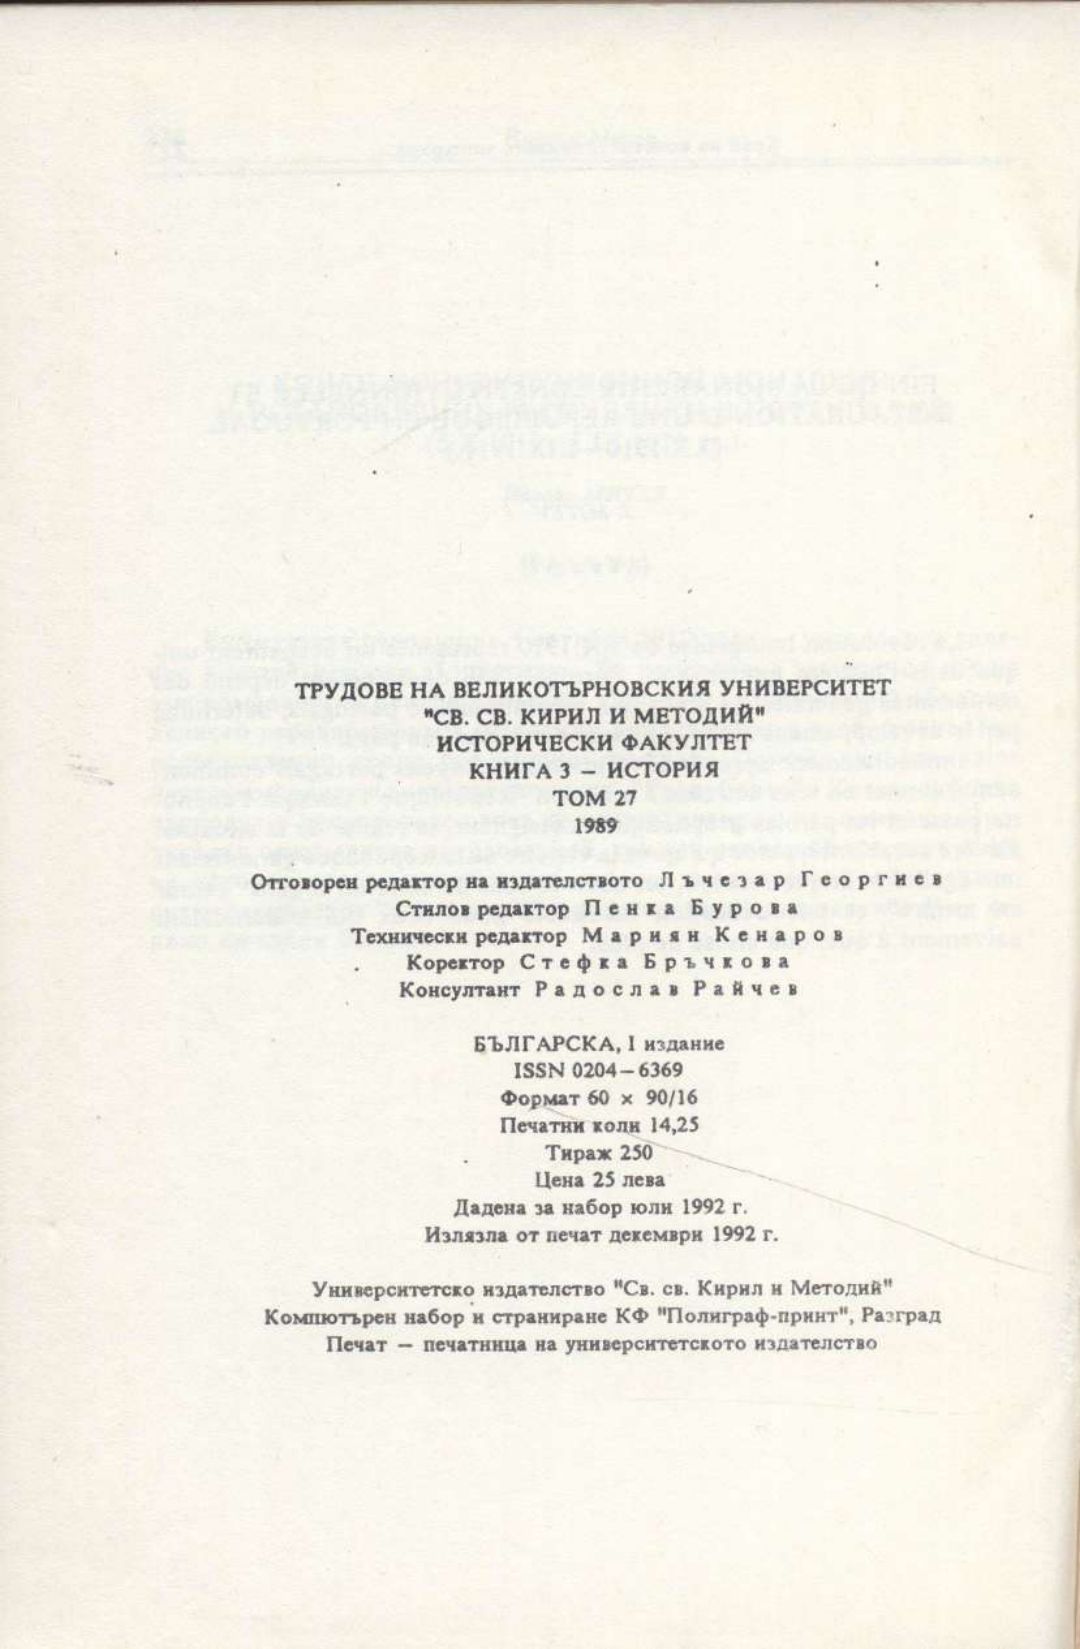 ТРУДОВЕ НА ВЕЛИКОТЪРНОВСКИЯ УНИВЕРСИТЕТ
"СВ. СВ. КИРИЛ И МЕТОДИЙ"
ИСТОРИЧЕСКИ ФАКУЛТЕТ
КНИГА 3 – ИСТОРИЯ
ТОМ 27
1989
Отговорен редактор на издателството Лъчезар Георгиев
Стилов редактор Пенка Бурова
Технически редактор Мариян Кенаров
Коректор Стефка Бръчкова
Консултант Радослав Райчев
БЪЛГАРСКА, I издание
ISSN 0204–6369
Формат 60 x 90/16
Печатни коли 14,25
Тираж 250
Цена 25 лева
Дадена за набор юли 1992 г.
Излязла от печат декември 1992 г.
Университетско издателство "Св. св. Кирил и Методий"
Компютърен набор и страниране КФ "Полиграф-принт", Разград
Печат – печатница на университетското издателство